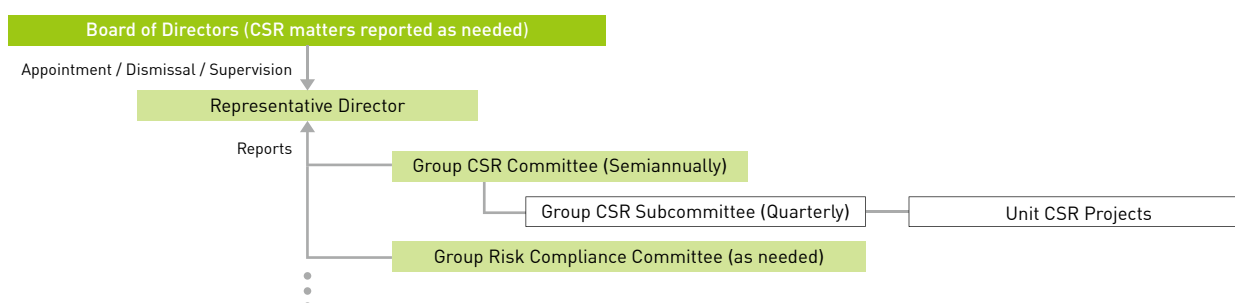 Board of Directors (CSR matters reported as needed)
Appointment / Dismissal / Supervision
Representative Director
Reports
Group CSR Committee (Semiannually)
Group CSR Subcommittee (Quarterly)
Unit CSR Projects
Group Risk Compliance Committee (as needed)